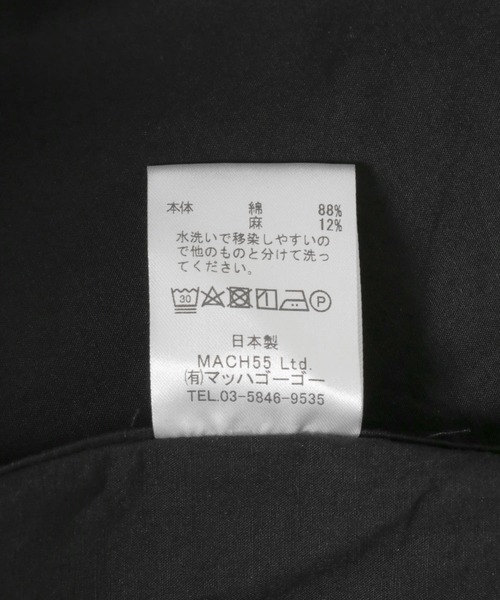 本体 綿 88%
麻 12%
水洗いで移染しやすいの
で他のものと分けて洗っ
てください。
30 P
日本製
MACH55 Ltd.
㈲マッハゴーゴー
TEL.03-5846-9535